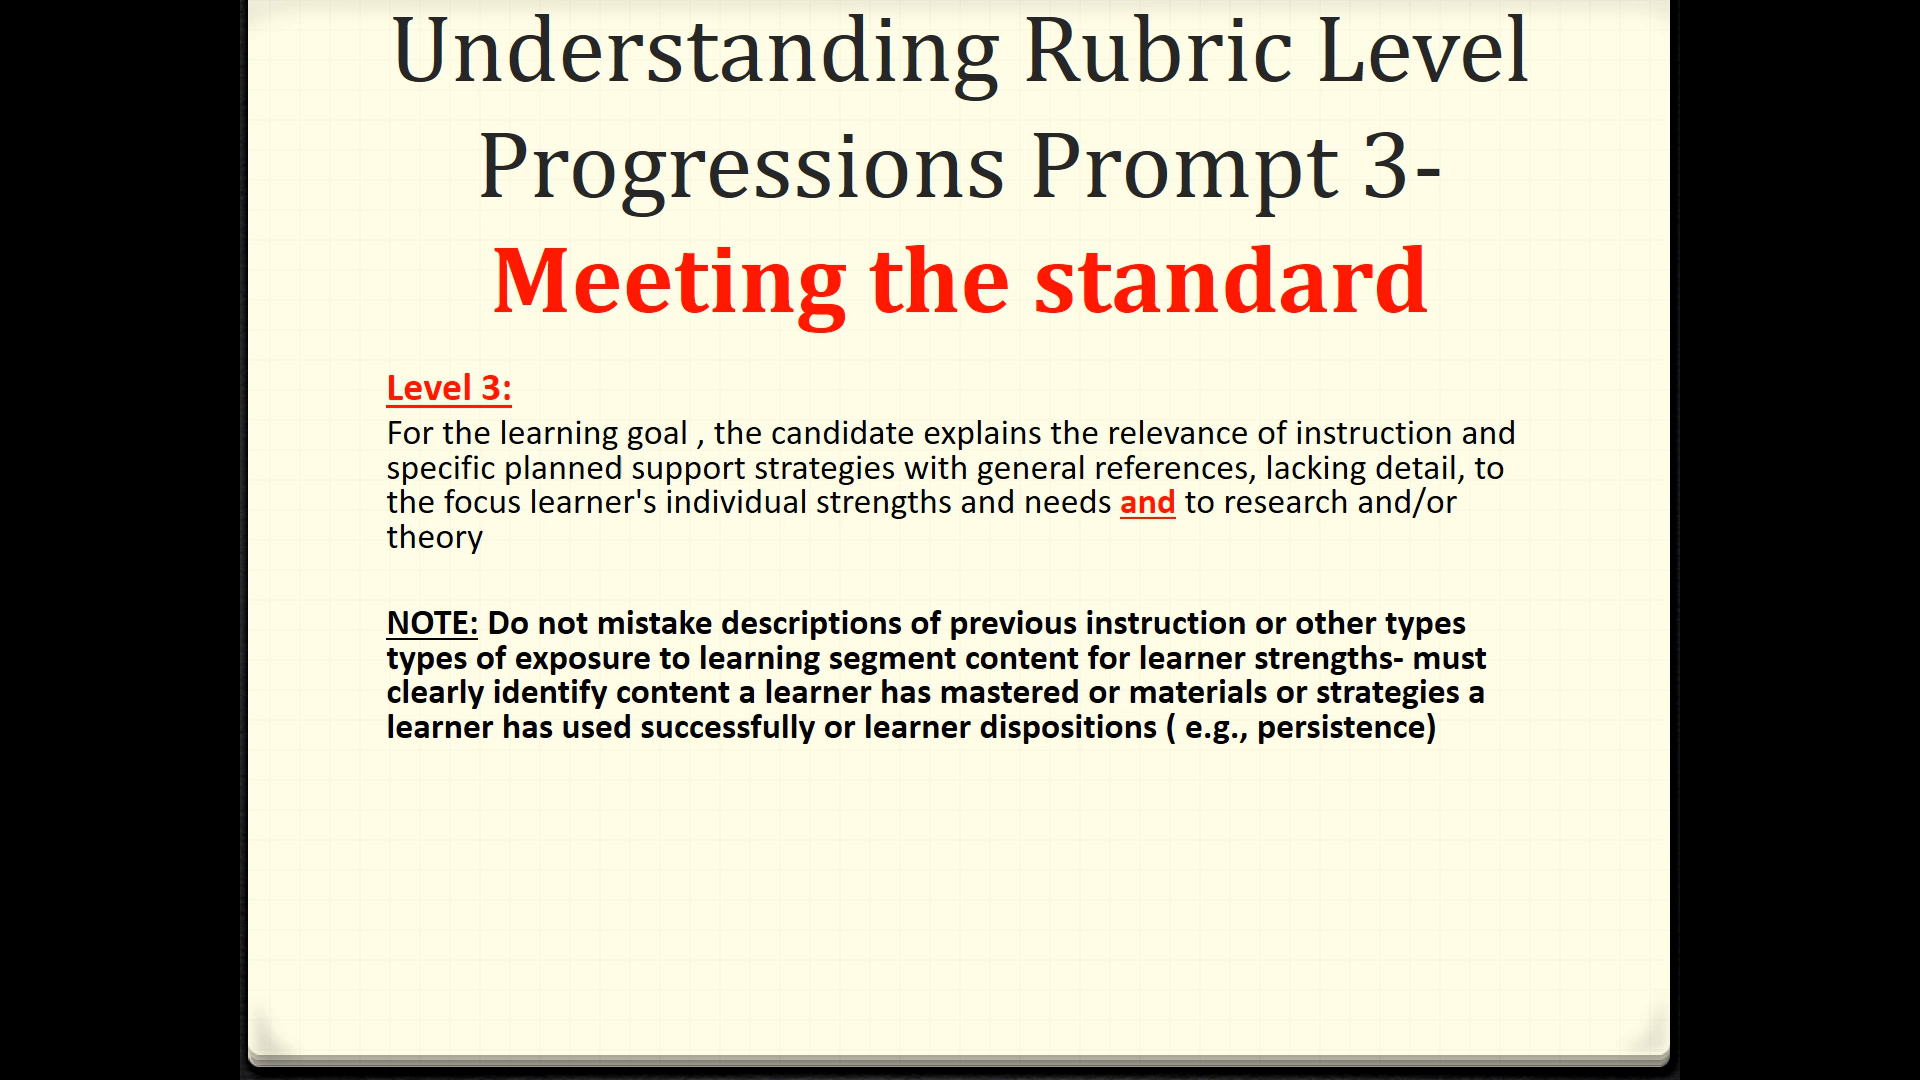 Understanding Rubric Level
Progressions Prompt 3-
Meeting the standard
Level 3:
For the learning goal , the candidate explains the relevance of instruction and
specific planned support strategies with general references, lacking detail, to
the focus learner's individual strengths and needs and to research and/or
theory
NOTE: Do not mistake descriptions of previous instruction or other types
types of exposure to learning segment content for learner strengths- must
clearly identify content a learner has mastered or materials or strategies a
learner has used successfully or learner dispositions ( e.g., persistence)